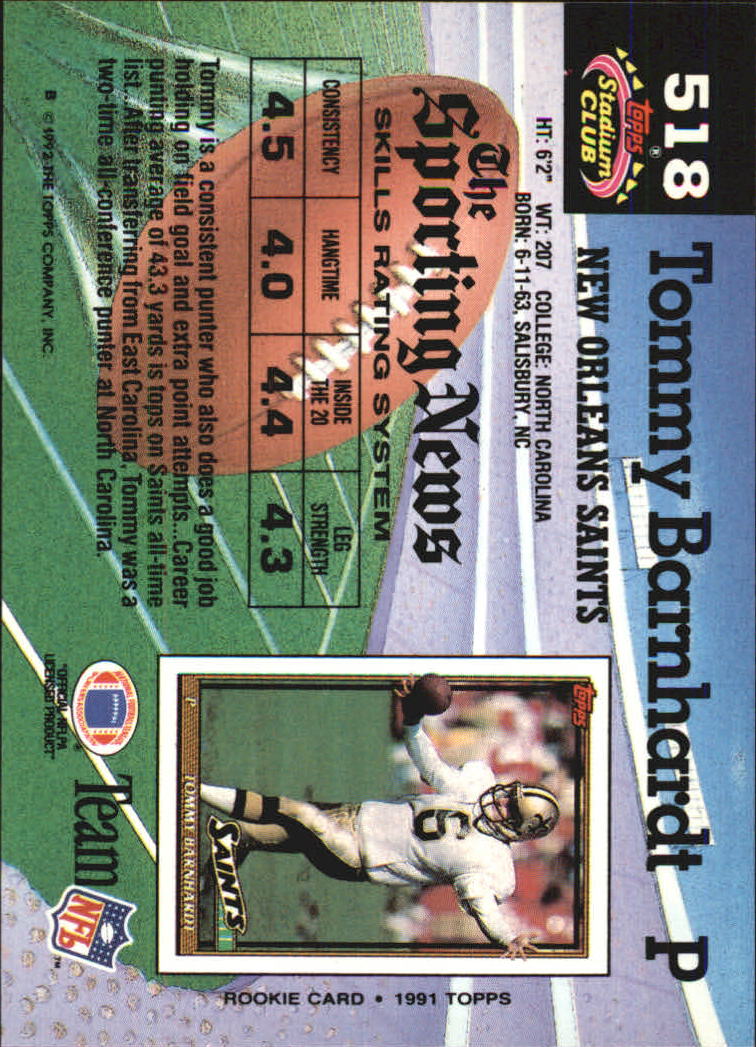 518
Topps®
Stadium
CLUB
Tommy Barnhardt P
NEW ORLEANS SAINTS
HT: 6'2" WT: 207 COLLEGE: NORTH CAROLINA
BORN: 6-11-63, SALISBURY, NC
The
Sporting News
SKILLS RATING SYSTEM
CONSISTENCY HANGTIME INSIDE THE 20 LEG STRENGTH
4.5 4.0 4.4 4.3
Tommy is a consistent punter who also does a good job
holding on field goal and extra point attempts...Career
punting average of 43.3 yards is tops on Saints all-time
list...After transferring from East Carolina, Tommy was a
two-time all-conference punter at North Carolina.
B © 1992 THE TOPPS COMPANY, INC.
Topps
6
SAINTS
P TOMMY BARNHARDT
ROOKIE CARD • 1991 TOPPS
"OFFICIAL NFLPA
LICENSED PRODUCT"
Team NFL™